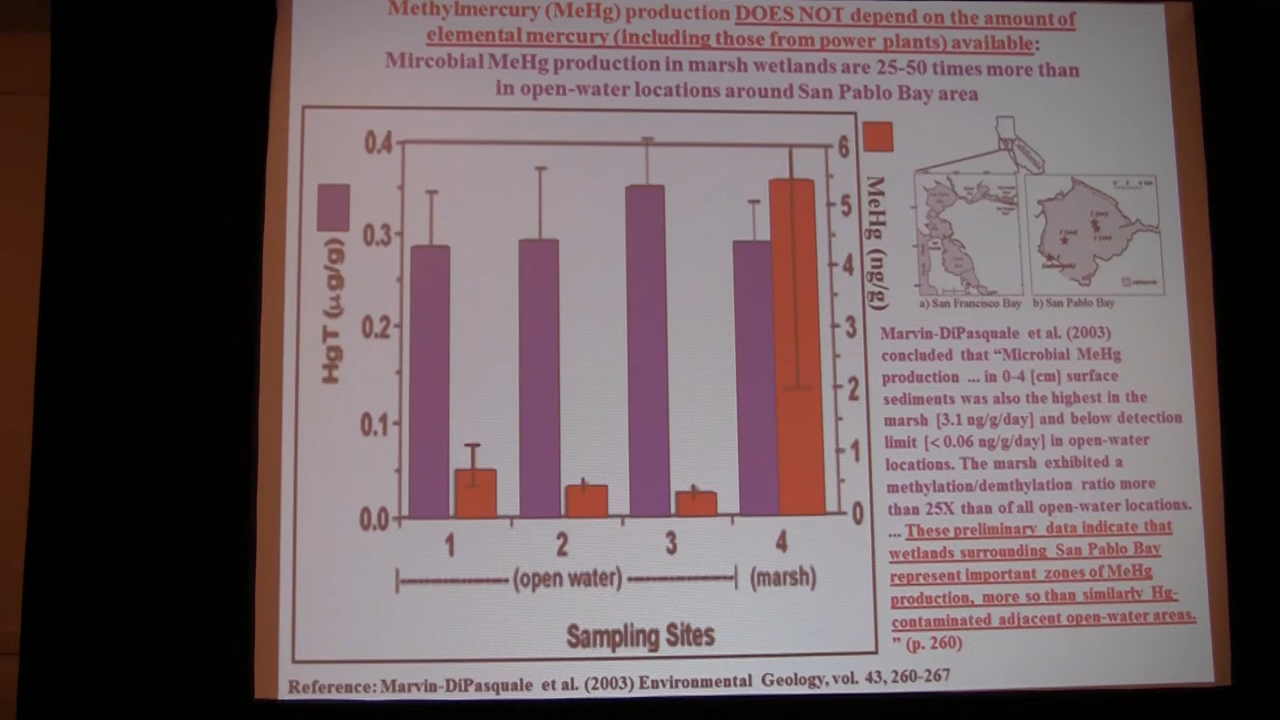 Methylmercury (MeHg) production DOES NOT depend on the amount of
elemental mercury (including those from power plants) available:
Mircobial MeHg production in marsh wetlands are 25-50 times more than
in open-water locations around San Pablo Bay area
0.4
0.3
0.2
0.1
0.0
HgT (µg/g)
6
5
4
3
2
1
0
MeHg (ng/g)
1
2
3
4
(open water)
(marsh)
Sampling Sites
California
a) San Francisco Bay
b) San Pablo Bay
Marvin-DiPasquale et al. (2003)
concluded that “Microbial MeHg
production ... in 0-4 [cm] surface
sediments was also the highest in the
marsh [3.1 ng/g/day] and below detection
limit [<0.06 ng/g/day] in open-water
locations. The marsh exhibited a
methylation/demthylation ratio more
than 25X than of all open-water locations.
... These preliminary data indicate that
wetlands surrounding San Pablo Bay
represent important zones of MeHg
production, more so than similarly Hg-
contaminated adjacent open-water areas.
” (p. 260)
Reference: Marvin-DiPasquale et al. (2003) Environmental Geology, vol. 43, 260-267